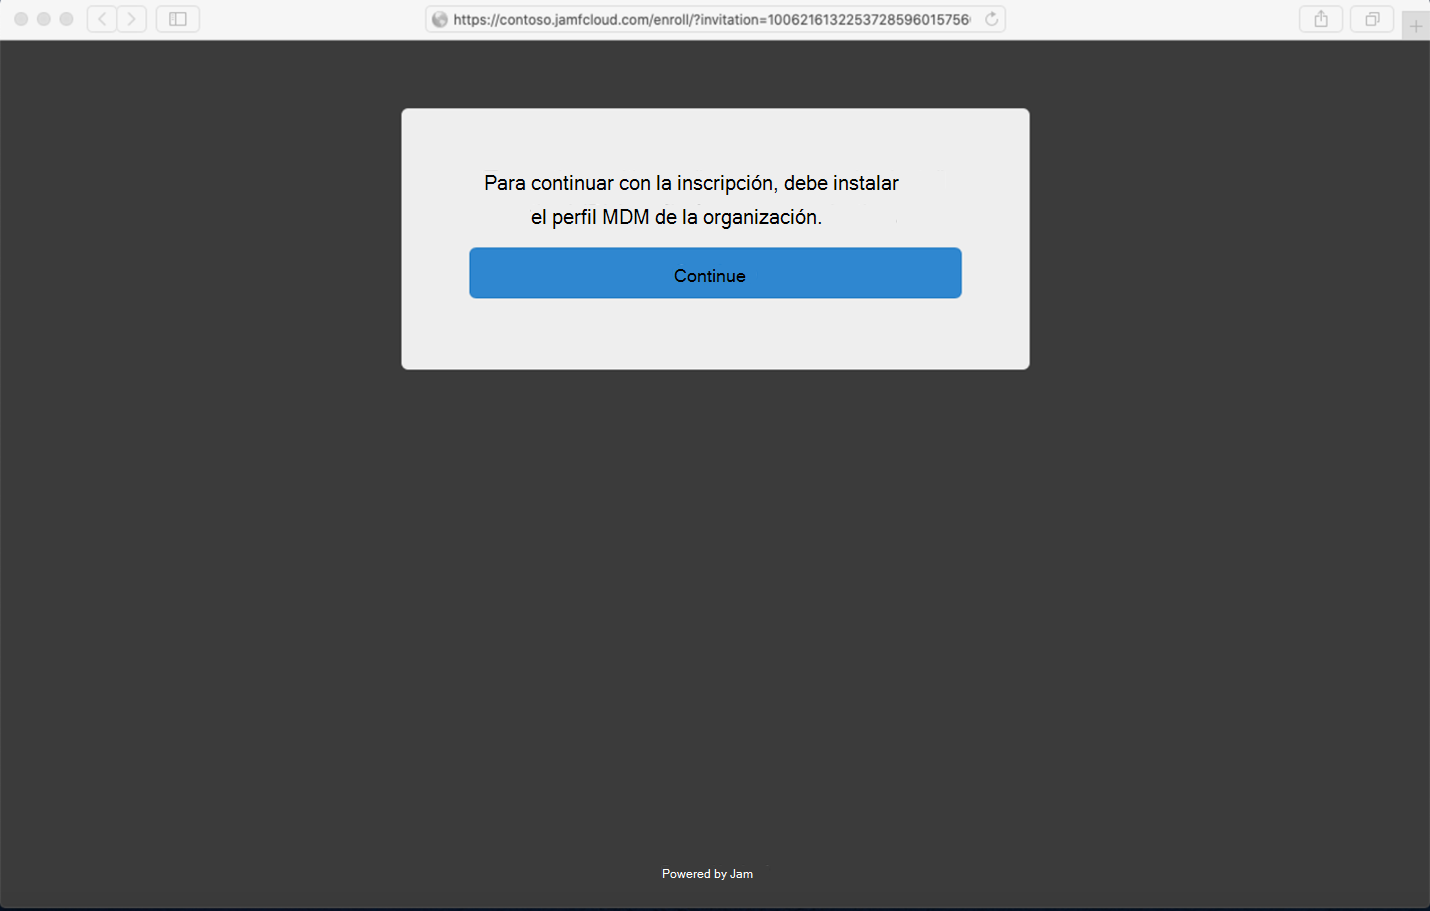 https://contoso.jamfcloud.com/enroll/?invitation=1006216132253728596015756
Para continuar con la inscripción, debe instalar
el perfil MDM de la organización.
Continue
Powered by Jam